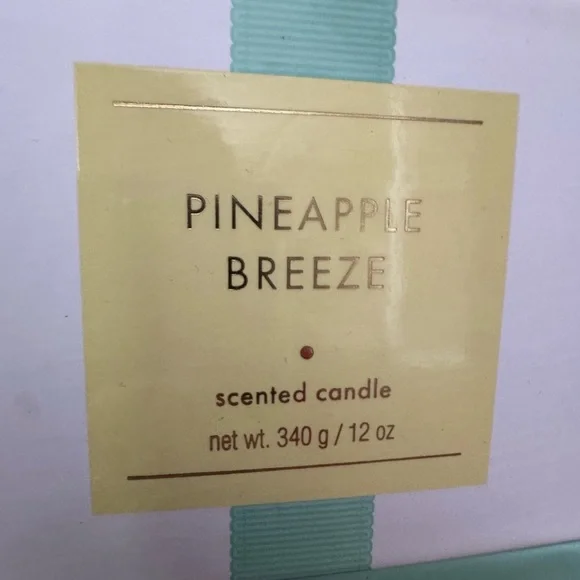 PINEAPPLE
BREEZE
scented candle
net wt. 340 g / 12 oz